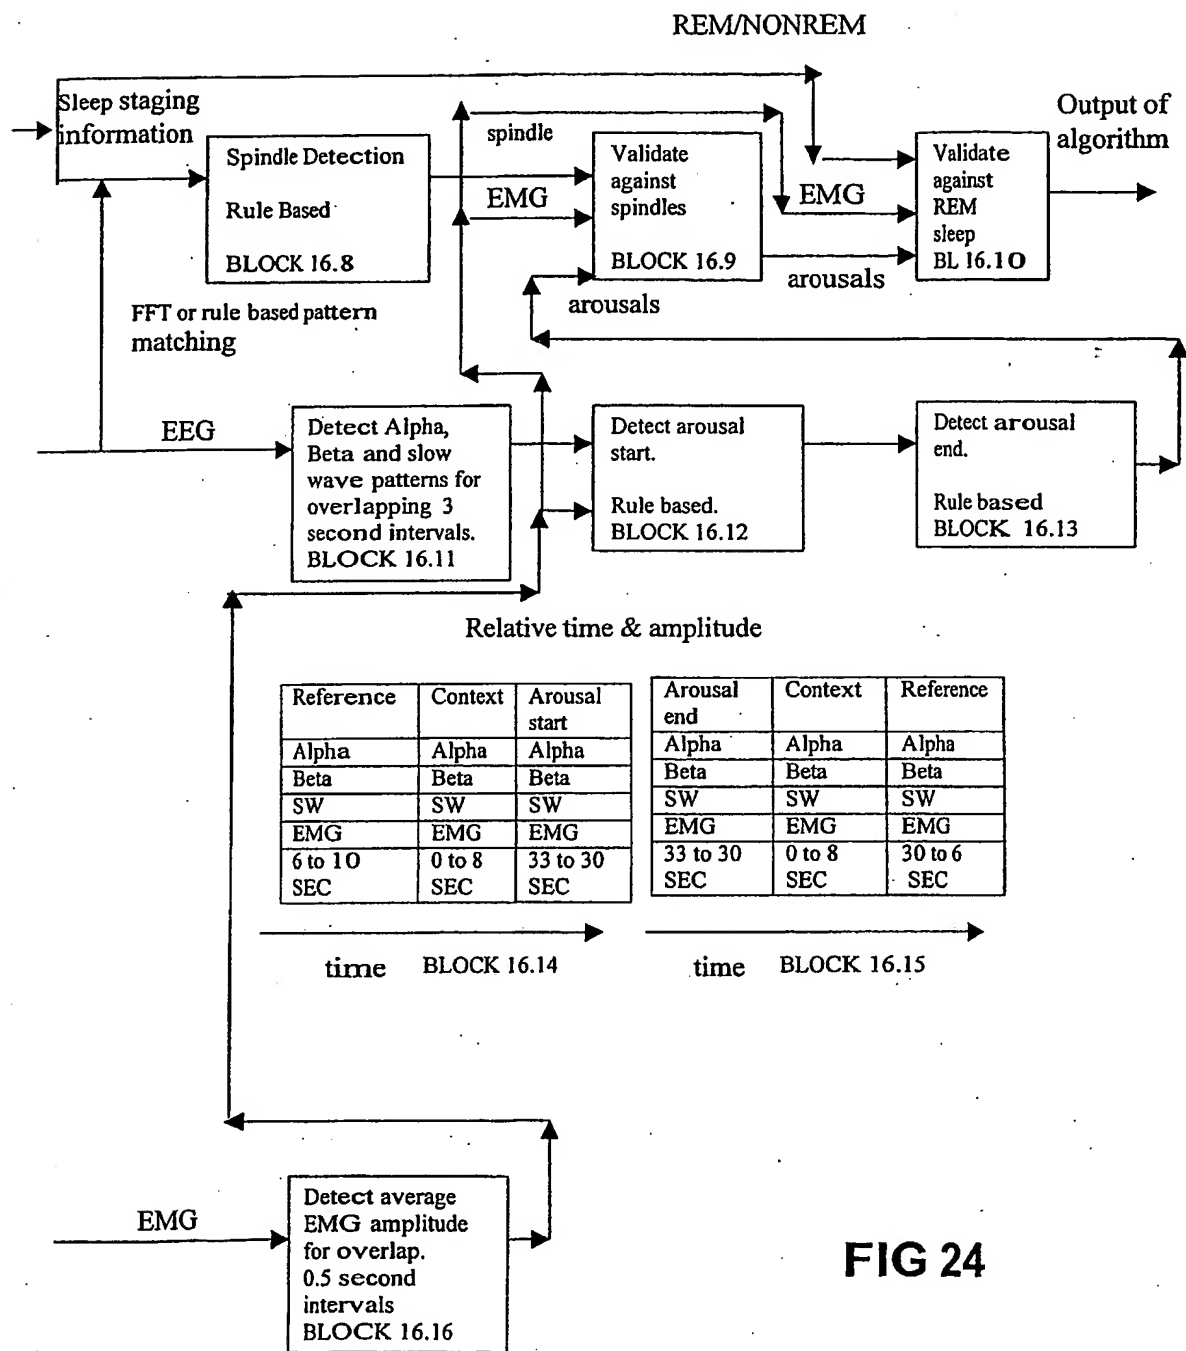 REM/NONREM
Sleep staging
information
Spindle Detection
Rule Based
BLOCK 16.8
spindle
EMG
Validate
against
spindles
BLOCK 16.9
EMG
arousals
arousals
Validate
against
REM
sleep
BL 16.10
Output of
algorithm
FFT or rule based pattern
matching
EEG
Detect Alpha,
Beta and slow
wave patterns for
overlapping 3
second intervals.
BLOCK 16.11
Detect arousal
start.
Rule based.
BLOCK 16.12
Detect arousal
end.
Rule based
BLOCK 16.13
Relative time & amplitude
Reference Context Arousal
start
Alpha Alpha Alpha
Beta Beta Beta
SW SW SW
EMG EMG EMG
6 to 10 0 to 8 33 to 30
SEC SEC SEC
time BLOCK 16.14
Arousal Context Reference
end
Alpha Alpha Alpha
Beta Beta Beta
SW SW SW
EMG EMG EMG
33 to 30 0 to 8 30 to 6
SEC SEC SEC
time BLOCK 16.15
EMG
Detect average
EMG amplitude
for overlap.
0.5 second
intervals
BLOCK 16.16
FIG 24